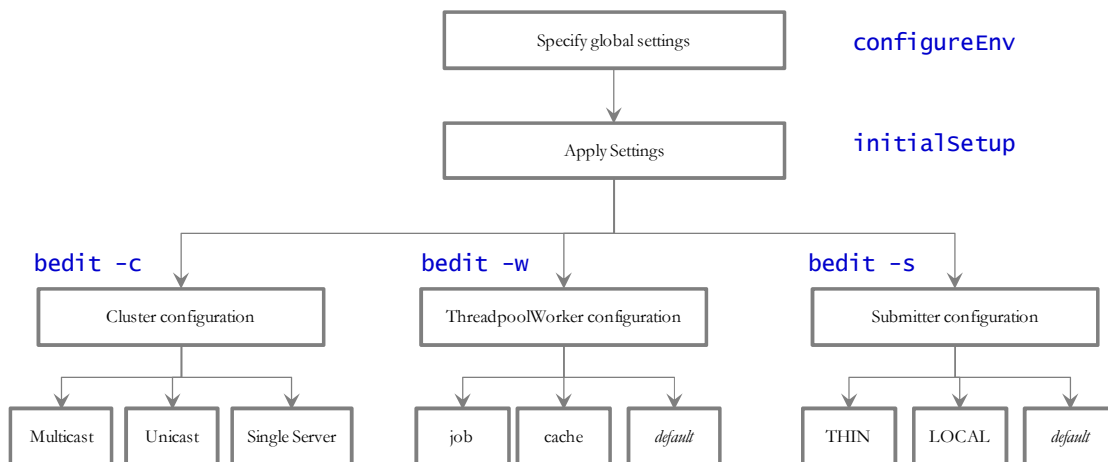 Specify global settings
configureEnv
Apply Settings
initialSetup
bedit -c
bedit -w
bedit -s
Cluster configuration
ThreadpoolWorker configuration
Submitter configuration
Multicast
Unicast
Single Server
job
cache
default
THIN
LOCAL
default